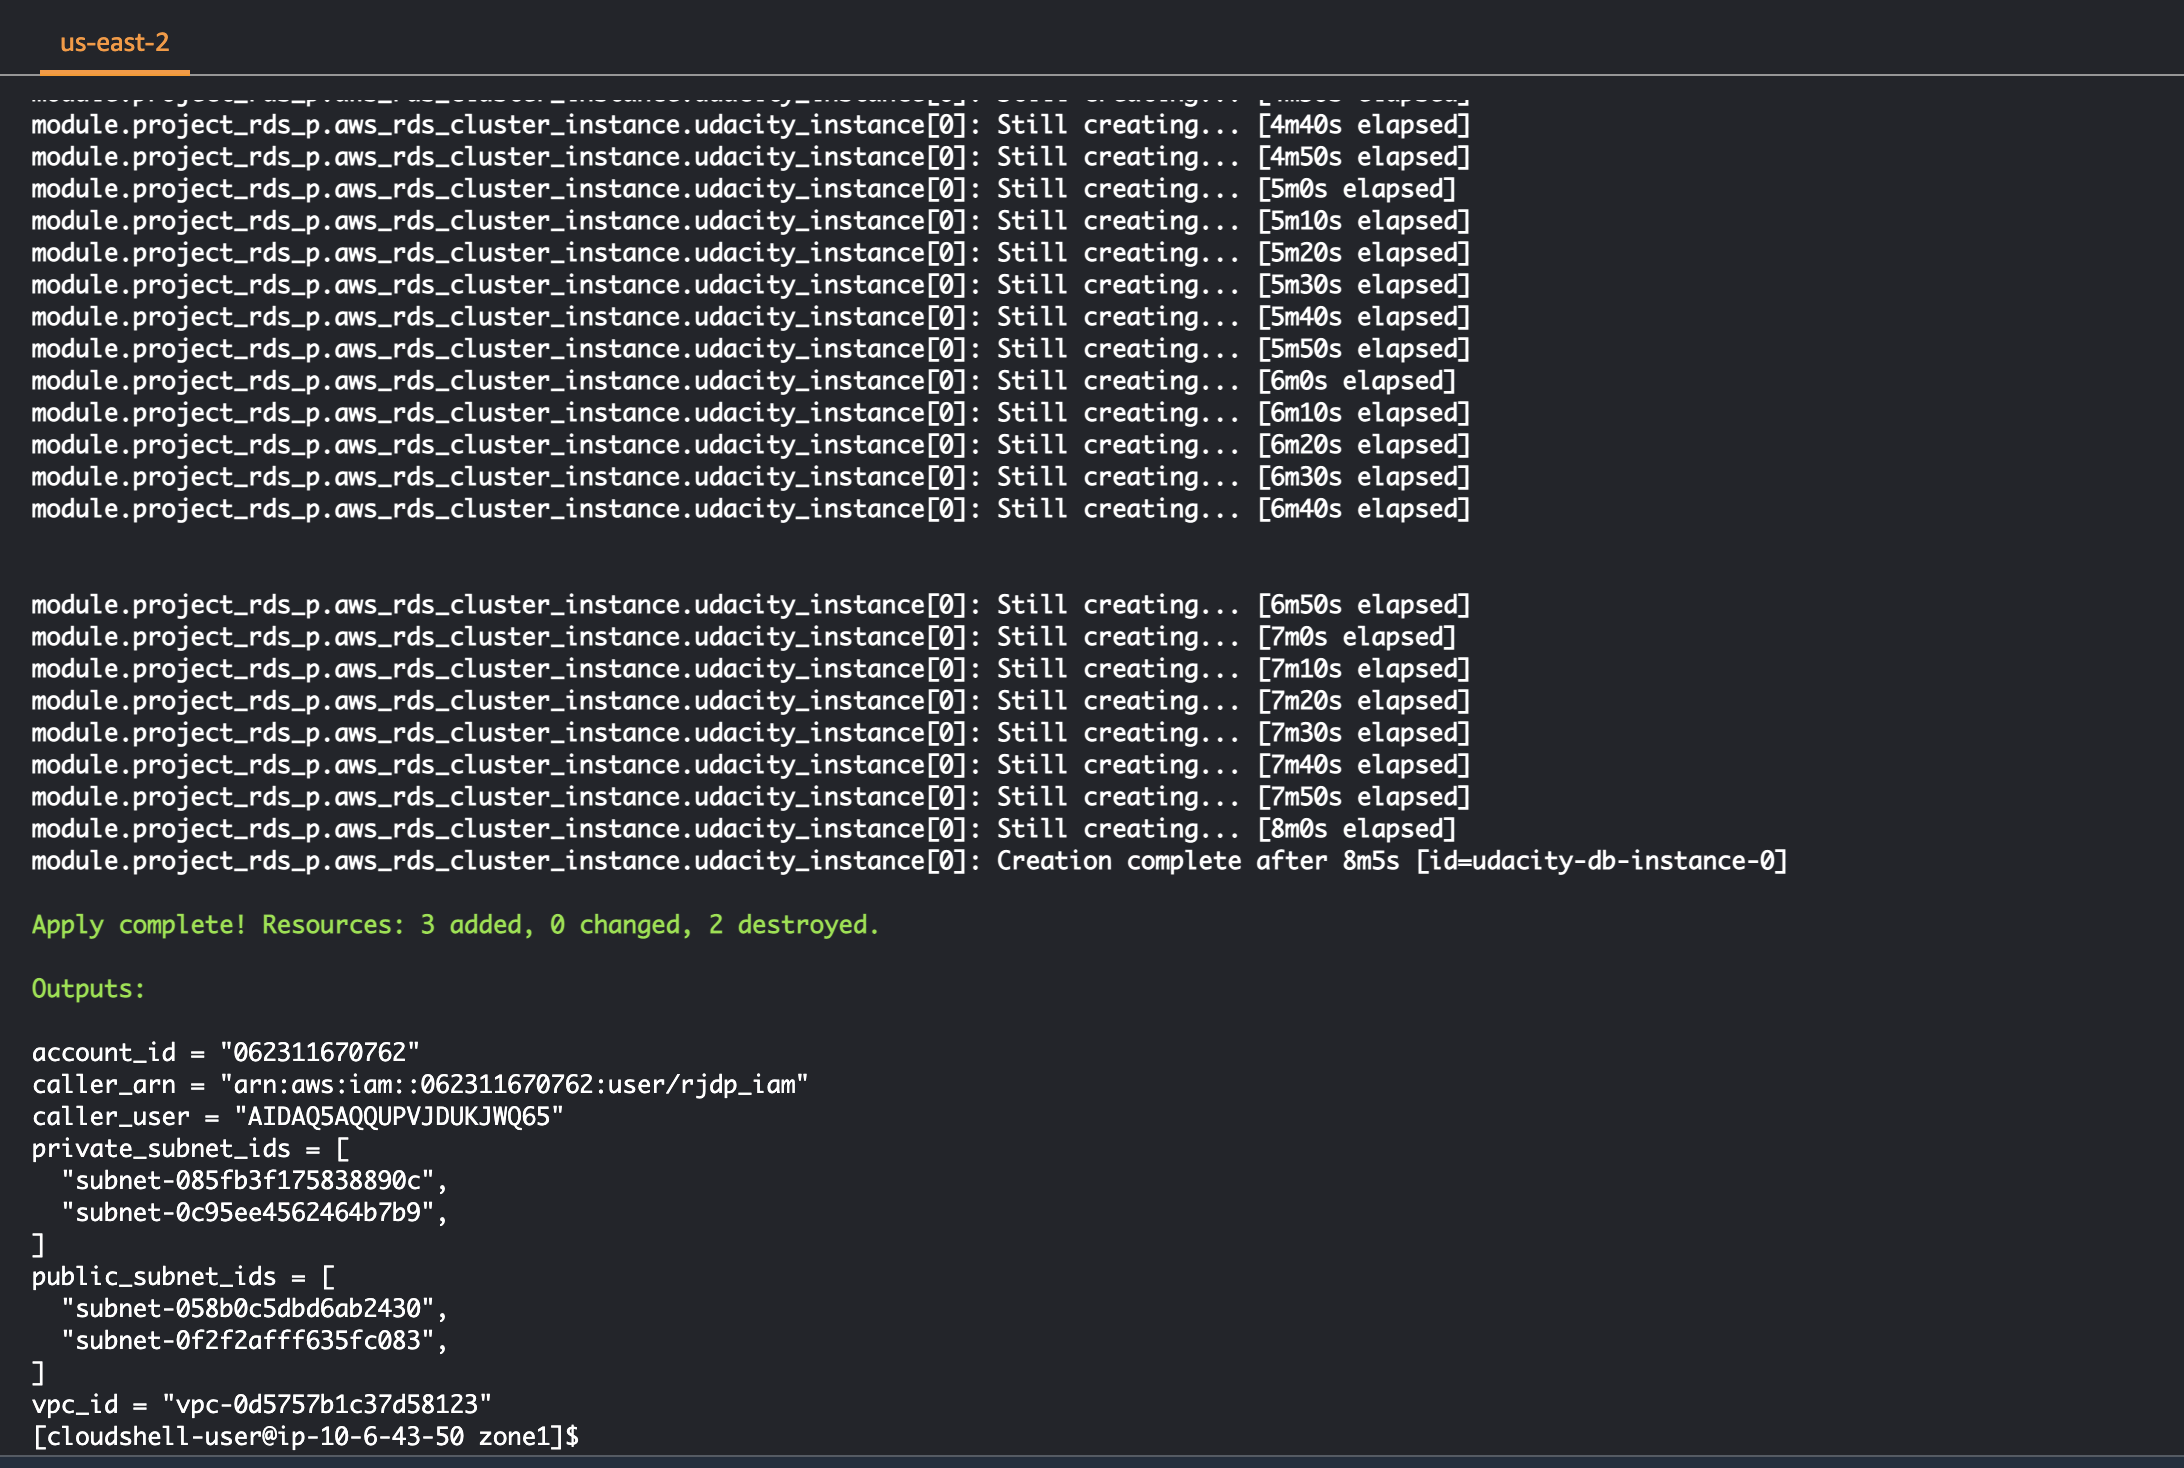 us-east-2
module.project_rds_p.aws_rds_cluster_instance.udacity_instance[0]: Still creating... [4m30s elapsed]
module.project_rds_p.aws_rds_cluster_instance.udacity_instance[0]: Still creating... [4m40s elapsed]
module.project_rds_p.aws_rds_cluster_instance.udacity_instance[0]: Still creating... [4m50s elapsed]
module.project_rds_p.aws_rds_cluster_instance.udacity_instance[0]: Still creating... [5m0s elapsed]
module.project_rds_p.aws_rds_cluster_instance.udacity_instance[0]: Still creating... [5m10s elapsed]
module.project_rds_p.aws_rds_cluster_instance.udacity_instance[0]: Still creating... [5m20s elapsed]
module.project_rds_p.aws_rds_cluster_instance.udacity_instance[0]: Still creating... [5m30s elapsed]
module.project_rds_p.aws_rds_cluster_instance.udacity_instance[0]: Still creating... [5m40s elapsed]
module.project_rds_p.aws_rds_cluster_instance.udacity_instance[0]: Still creating... [5m50s elapsed]
module.project_rds_p.aws_rds_cluster_instance.udacity_instance[0]: Still creating... [6m0s elapsed]
module.project_rds_p.aws_rds_cluster_instance.udacity_instance[0]: Still creating... [6m10s elapsed]
module.project_rds_p.aws_rds_cluster_instance.udacity_instance[0]: Still creating... [6m20s elapsed]
module.project_rds_p.aws_rds_cluster_instance.udacity_instance[0]: Still creating... [6m30s elapsed]
module.project_rds_p.aws_rds_cluster_instance.udacity_instance[0]: Still creating... [6m40s elapsed]
module.project_rds_p.aws_rds_cluster_instance.udacity_instance[0]: Still creating... [6m50s elapsed]
module.project_rds_p.aws_rds_cluster_instance.udacity_instance[0]: Still creating... [7m0s elapsed]
module.project_rds_p.aws_rds_cluster_instance.udacity_instance[0]: Still creating... [7m10s elapsed]
module.project_rds_p.aws_rds_cluster_instance.udacity_instance[0]: Still creating... [7m20s elapsed]
module.project_rds_p.aws_rds_cluster_instance.udacity_instance[0]: Still creating... [7m30s elapsed]
module.project_rds_p.aws_rds_cluster_instance.udacity_instance[0]: Still creating... [7m40s elapsed]
module.project_rds_p.aws_rds_cluster_instance.udacity_instance[0]: Still creating... [7m50s elapsed]
module.project_rds_p.aws_rds_cluster_instance.udacity_instance[0]: Still creating... [8m0s elapsed]
module.project_rds_p.aws_rds_cluster_instance.udacity_instance[0]: Creation complete after 8m5s [id=udacity-db-instance-0]
Apply complete! Resources: 3 added, 0 changed, 2 destroyed.
Outputs:
account_id = "062311670762"
caller_arn = "arn:aws:iam::062311670762:user/rjdp_iam"
caller_user = "AIDAQ5AQQUPVJDUKJWQ65"
private_subnet_ids = [
  "subnet-085fb3f175838890c",
  "subnet-0c95ee4562464b7b9",
]
public_subnet_ids = [
  "subnet-058b0c5dbd6ab2430",
  "subnet-0f2f2afff635fc083",
]
vpc_id = "vpc-0d5757b1c37d58123"
[cloudshell-user@ip-10-6-43-50 zone1]$